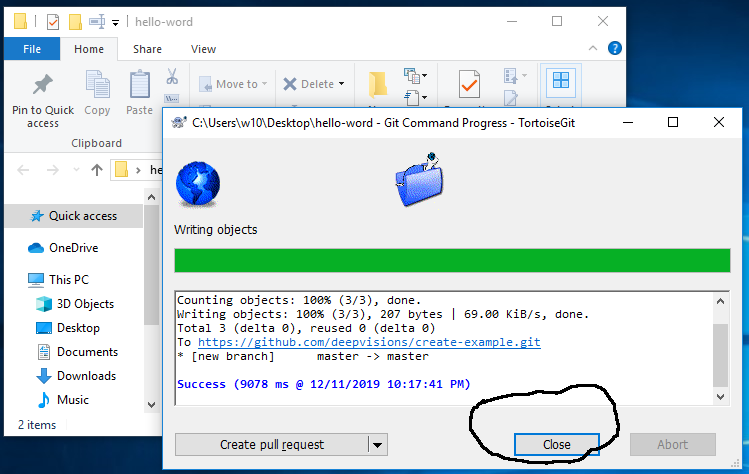 hello-word
File Home Share View
Pin to Quick access
Copy
Paste
Move to
Delete
Clipboard
Quick access
OneDrive
This PC
3D Objects
Desktop
Documents
Downloads
Music
2 items
C:\Users\w10\Desktop\hello-word - Git Command Progress - TortoiseGit
Writing objects
Counting objects: 100% (3/3), done.
Writing objects: 100% (3/3), 207 bytes | 69.00 KiB/s, done.
Total 3 (delta 0), reused 0 (delta 0)
To https://github.com/deepvisions/create-example.git
* [new branch]      master -> master
Success (9078 ms @ 12/11/2019 10:17:41 PM)
Create pull request
Close
Abort